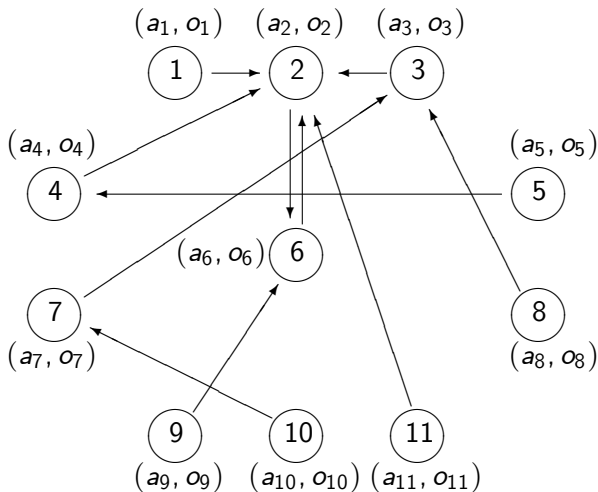 (a₁, o₁) (a₂, o₂) (a₃, o₃)
1 2 3
(a₄, o₄) (a₅, o₅)
4 5
(a₆, o₆) 6
7 8
(a₇, o₇) (a₈, o₈)
9 10 11
(a₉, o₉) (a₁₀, o₁₀) (a₁₁, o₁₁)